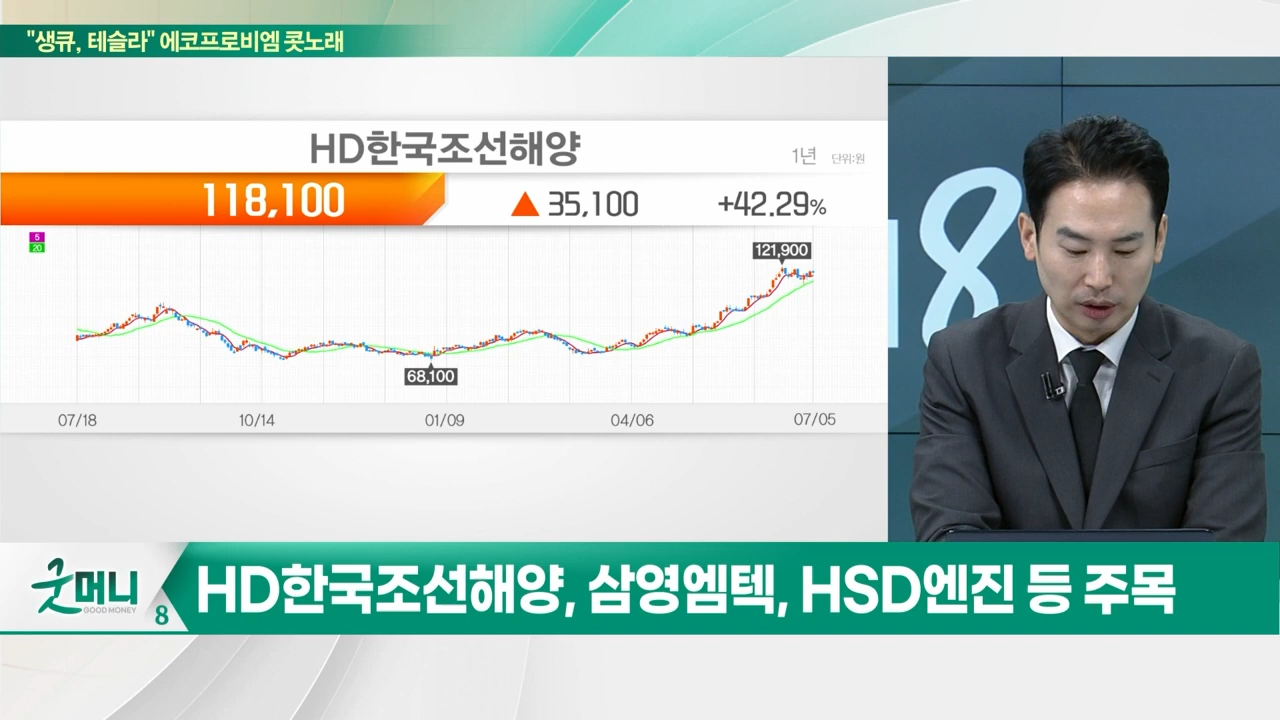 "생큐, 테슬라" 에코프로비엠 콧노래
HD한국조선해양
1년 단위:원
118,100 ▲ 35,100 +42.29%
5
20
121,900
68,100
07/18 10/14 01/09 04/06 07/05
8
굿머니
GOOD MONEY
8
HD한국조선해양, 삼영엠텍, HSD엔진 등 주목